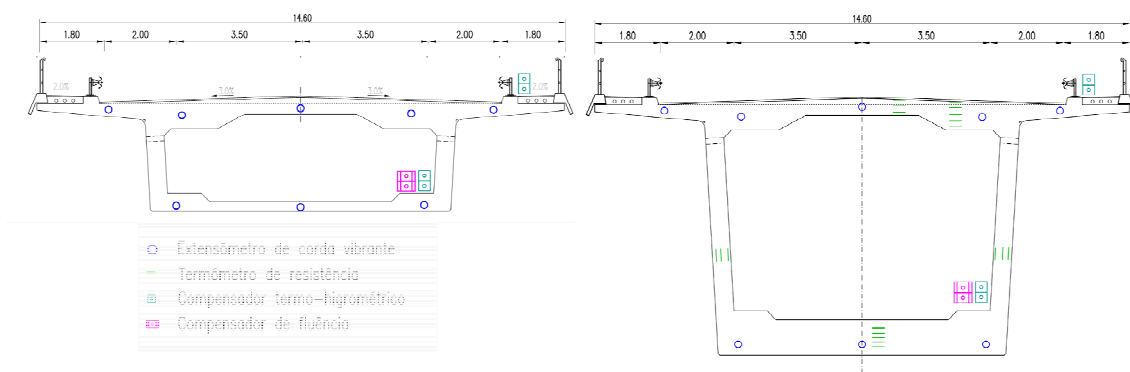 14.60
1.80 2.00 3.50 3.50 2.00 1.80
2.0% 3.0% 3.0% 2.0%
14.60
1.80 2.00 3.50 3.50 2.00 1.80
Extensômetro de corda vibrante
Termómetro de resistência
Compensador termo-higrométrico
Compensador de fluência